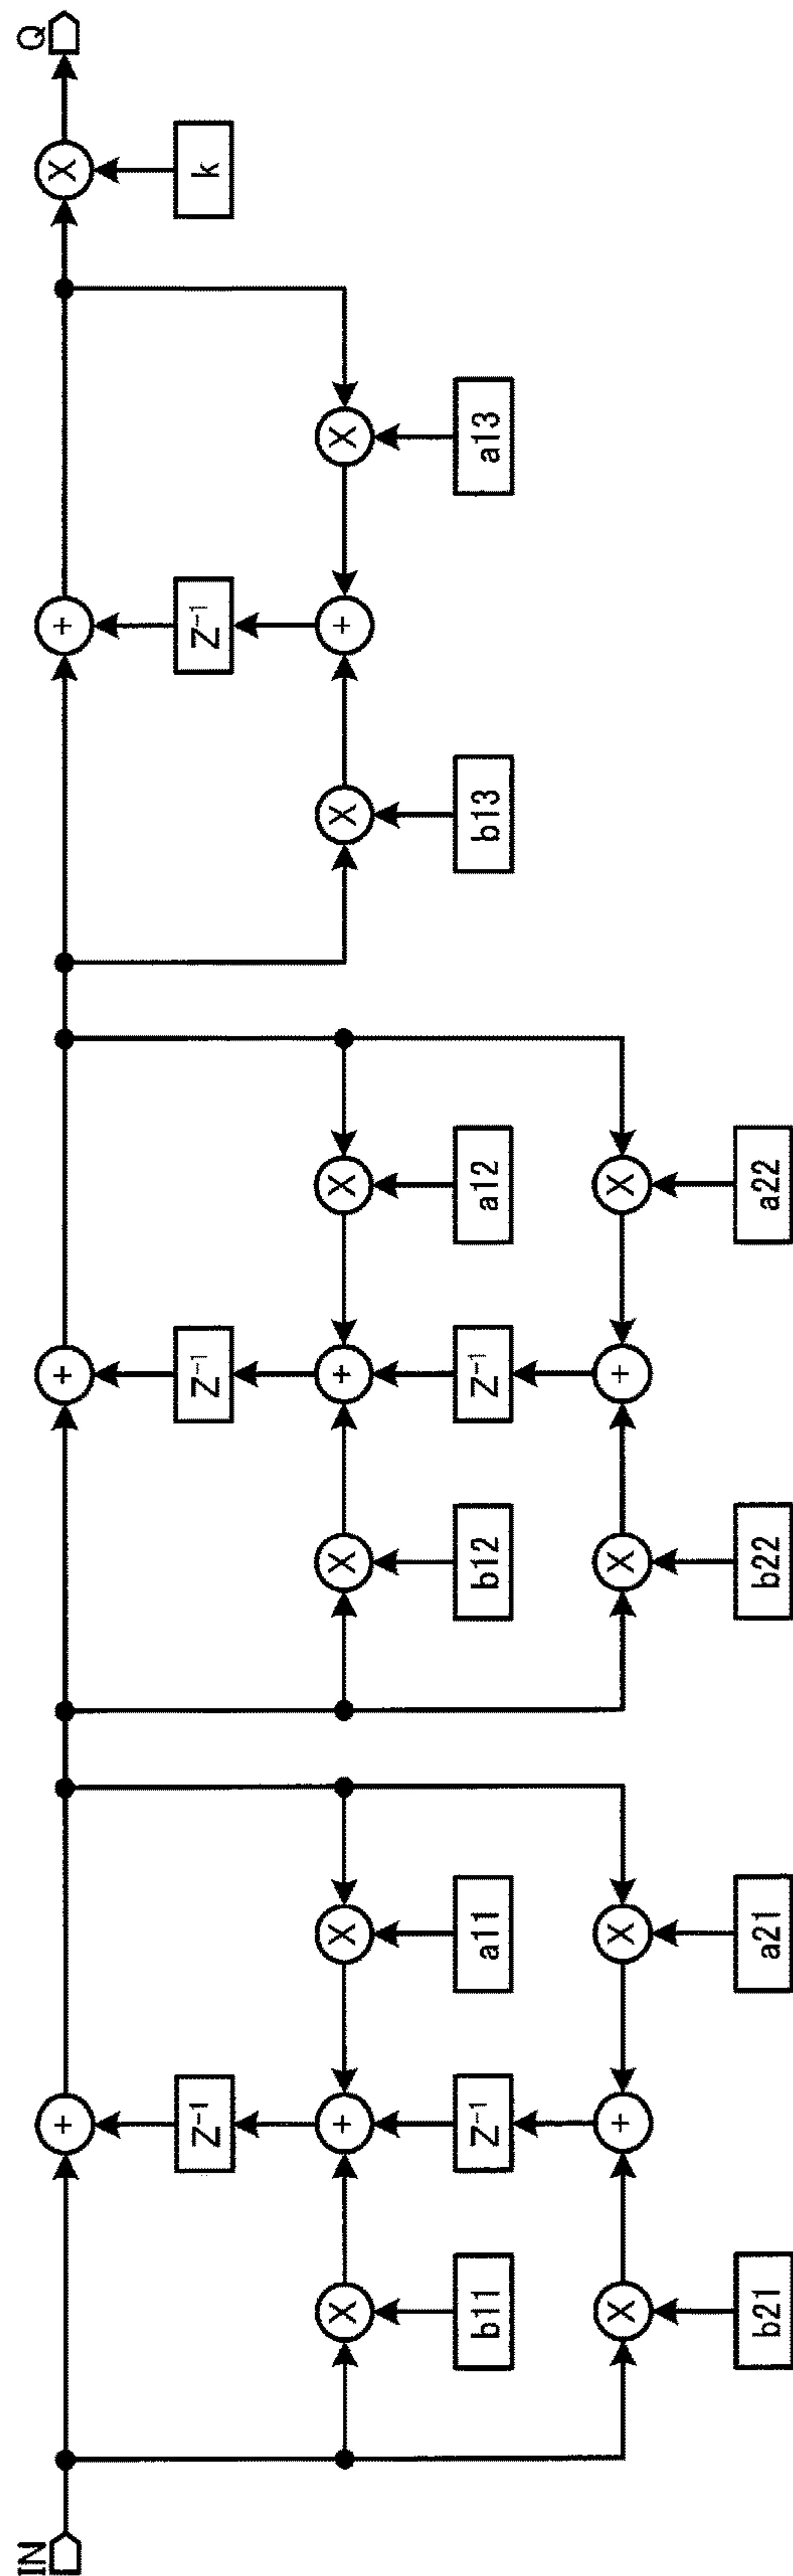 IN
+
+
+
X
Q
Z⁻¹
Z⁻¹
Z⁻¹
k
X
+
X
X
+
X
X
+
X
b11
Z⁻¹
a11
b12
Z⁻¹
a12
b13
a13
X
+
X
X
+
X
b21
a21
b22
a22